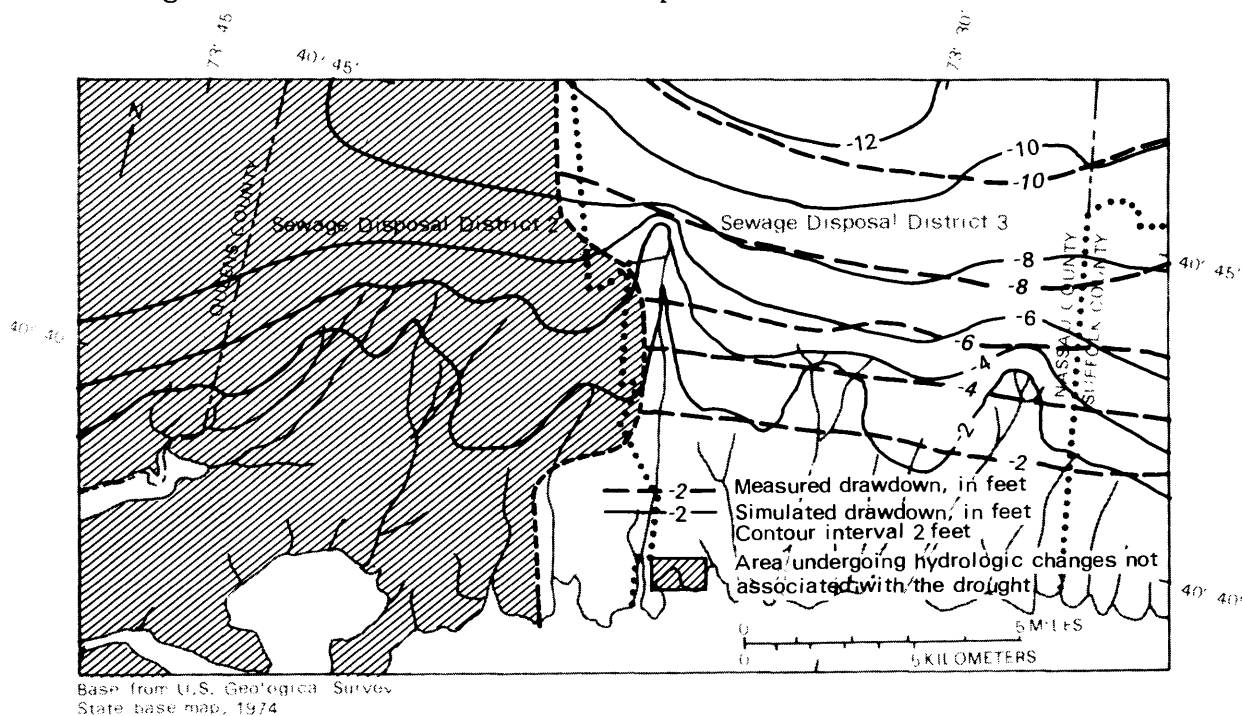 73° 45'
40° 45'
73° 30'
N
QUEENS COUNTY
-12
-10
-10
Sewage Disposal District 2
Sewage Disposal District 3
-8
-8
NASSAU COUNTY
SUFFOLK COUNTY
40° 45'
40° 40'
-6
-6
-4
-4
-2
-2
-2- Measured drawdown, in feet
-2- Simulated drawdown, in feet
Contour interval 2 feet
Area undergoing hydrologic changes not
associated with the drought
40° 40'
0 5 MILES
0 5 KILOMETERS
Base from U.S. Geological Survey
State base map, 1974